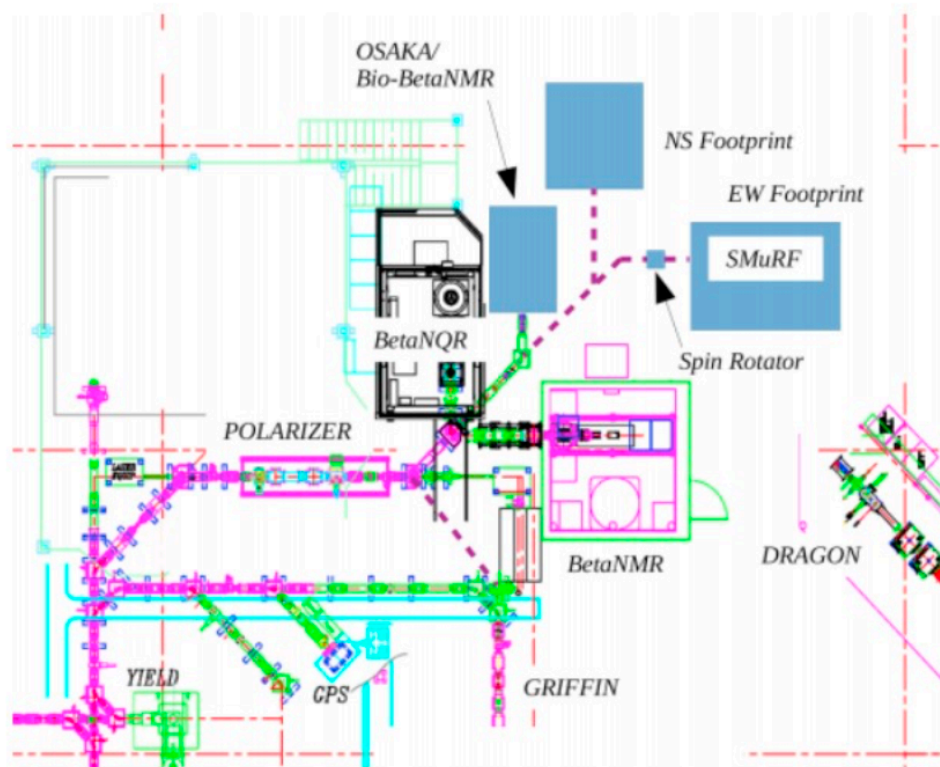 OSAKA/
Bio-BetaNMR
NS Footprint
EW Footprint
SMuRF
BetaNQR
Spin Rotator
POLARIZER
BetaNMR
DRAGON
YIELD
GPS
GRIFFIN